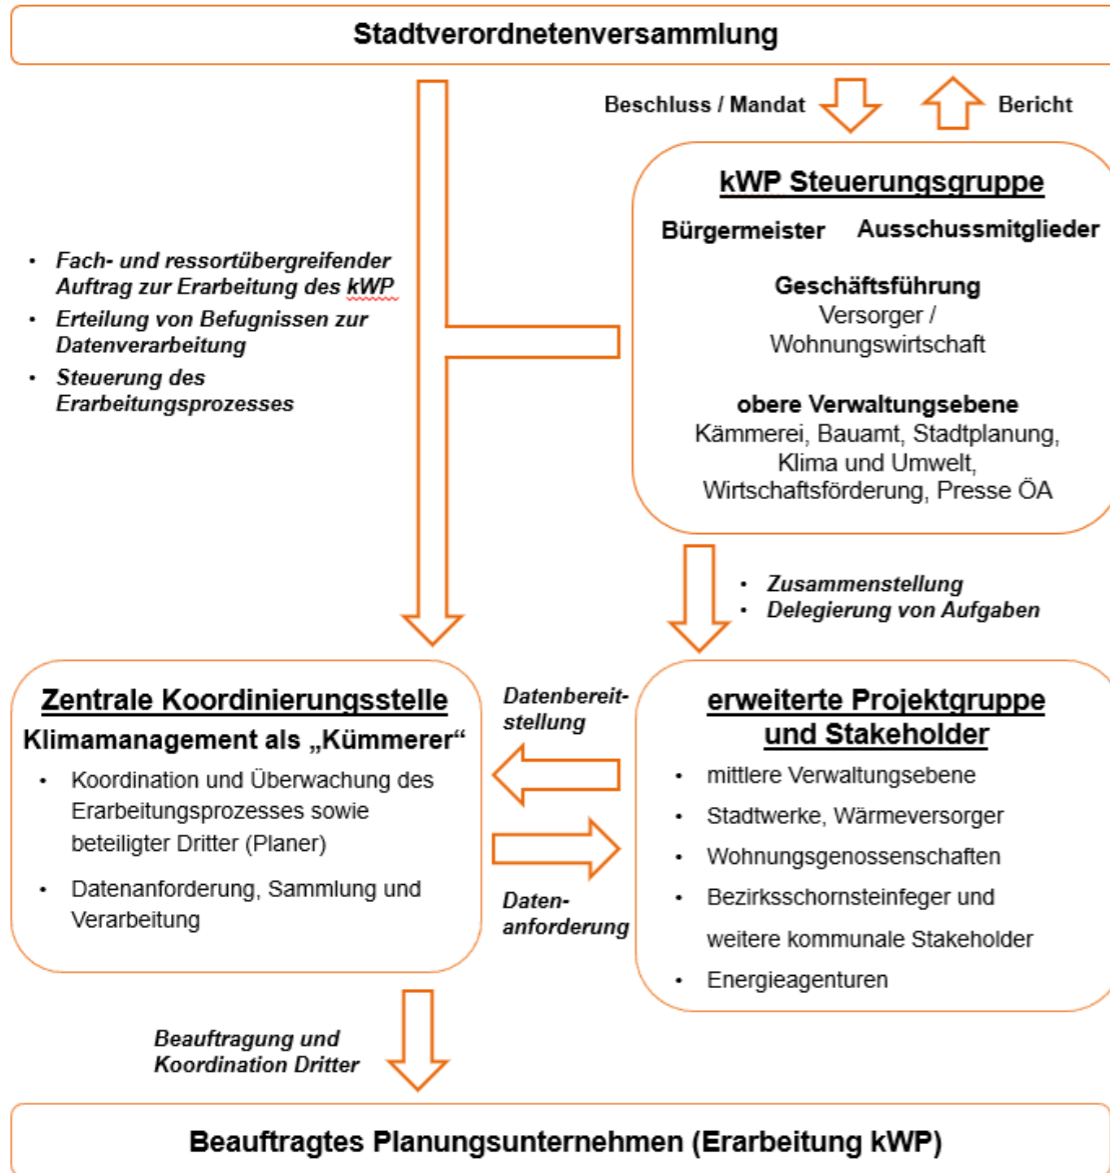 Stadtverordnetenversammlung
Beschluss / Mandat
Bericht
kWP Steuerungsgruppe
Bürgermeister Ausschussmitglieder
Geschäftsführung
Versorger /
Wohnungswirtschaft
obere Verwaltungsebene
Kämmerei, Bauamt, Stadtplanung,
Klima und Umwelt,
Wirtschaftsförderung, Presse ÖA
• Fach- und ressortübergreifender
Auftrag zur Erarbeitung des kWP
• Erteilung von Befugnissen zur
Datenverarbeitung
• Steuerung des
Erarbeitungsprozesses
• Zusammenstellung
• Delegierung von Aufgaben
Zentrale Koordinierungsstelle
Klimamanagement als „Kümmerer“
• Koordination und Überwachung des
Erarbeitungsprozesses sowie
beteiligter Dritter (Planer)
• Datenanforderung, Sammlung und
Verarbeitung
Datenbereit-
stellung
Daten-
anforderung
erweiterte Projektgruppe
und Stakeholder
• mittlere Verwaltungsebene
• Stadtwerke, Wärmeversorger
• Wohnungsgenossenschaften
• Bezirksschornsteinfeger und
weitere kommunale Stakeholder
• Energieagenturen
Beauftragung und
Koordination Dritter
Beauftragtes Planungsunternehmen (Erarbeitung kWP)